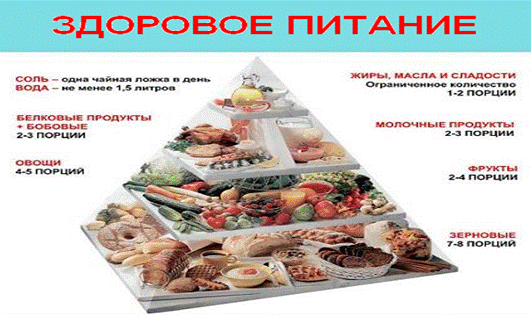 ЗДОРОВОЕ ПИТАНИЕ
СОЛЬ – одна чайная ложка в день
ВОДА – не менее 1,5 литров
БЕЛКОВЫЕ ПРОДУКТЫ
+ БОБОВЫЕ
2-3 ПОРЦИИ
ОВОЩИ
4-5 ПОРЦИЙ
ЖИРЫ, МАСЛА И СЛАДОСТИ
Ограниченное количество
1-2 ПОРЦИИ
МОЛОЧНЫЕ ПРОДУКТЫ
2-3 ПОРЦИИ
ФРУКТЫ
2-4 ПОРЦИИ
ЗЕРНОВЫЕ
7-8 ПОРЦИЙ